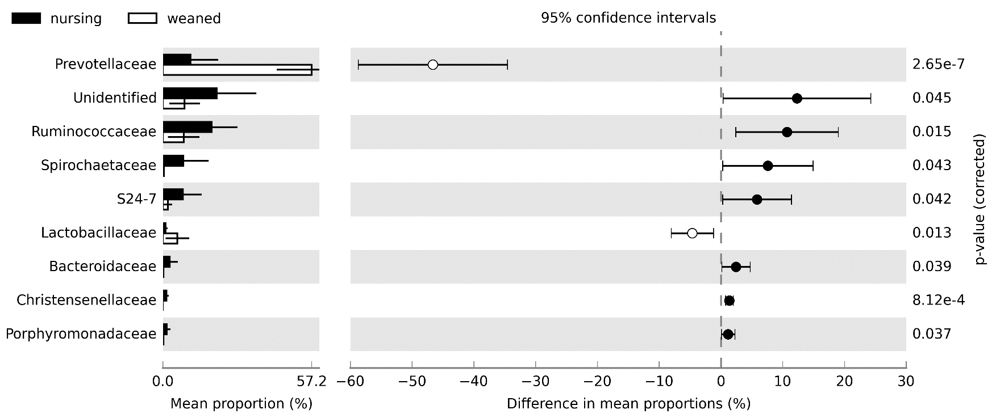 nursing weaned
95% confidence intervals
Prevotellaceae 2.65e-7
Unidentified 0.045
Ruminococcaceae 0.015
Spirochaetaceae 0.043
S24-7 0.042
Lactobacillaceae 0.013
Bacteroidaceae 0.039
Christensenellaceae 8.12e-4
Porphyromonadaceae 0.037
p-value (corrected)
0.0 57.2 −60 −50 −40 −30 −20 −10 0 10 20 30
Mean proportion (%) Difference in mean proportions (%)